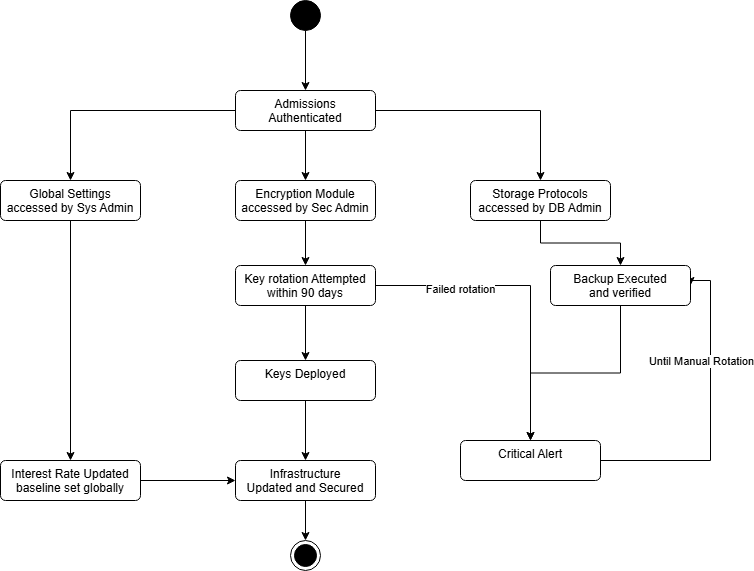 Admissions
Authenticated
Global Settings
accessed by Sys Admin
Encryption Module
accessed by Sec Admin
Storage Protocols
accessed by DB Admin
Key rotation Attempted
within 90 days
Failed rotation
Backup Executed
and verified
Until Manual Rotation
Keys Deployed
Critical Alert
Interest Rate Updated
baseline set globally
Infrastructure
Updated and Secured